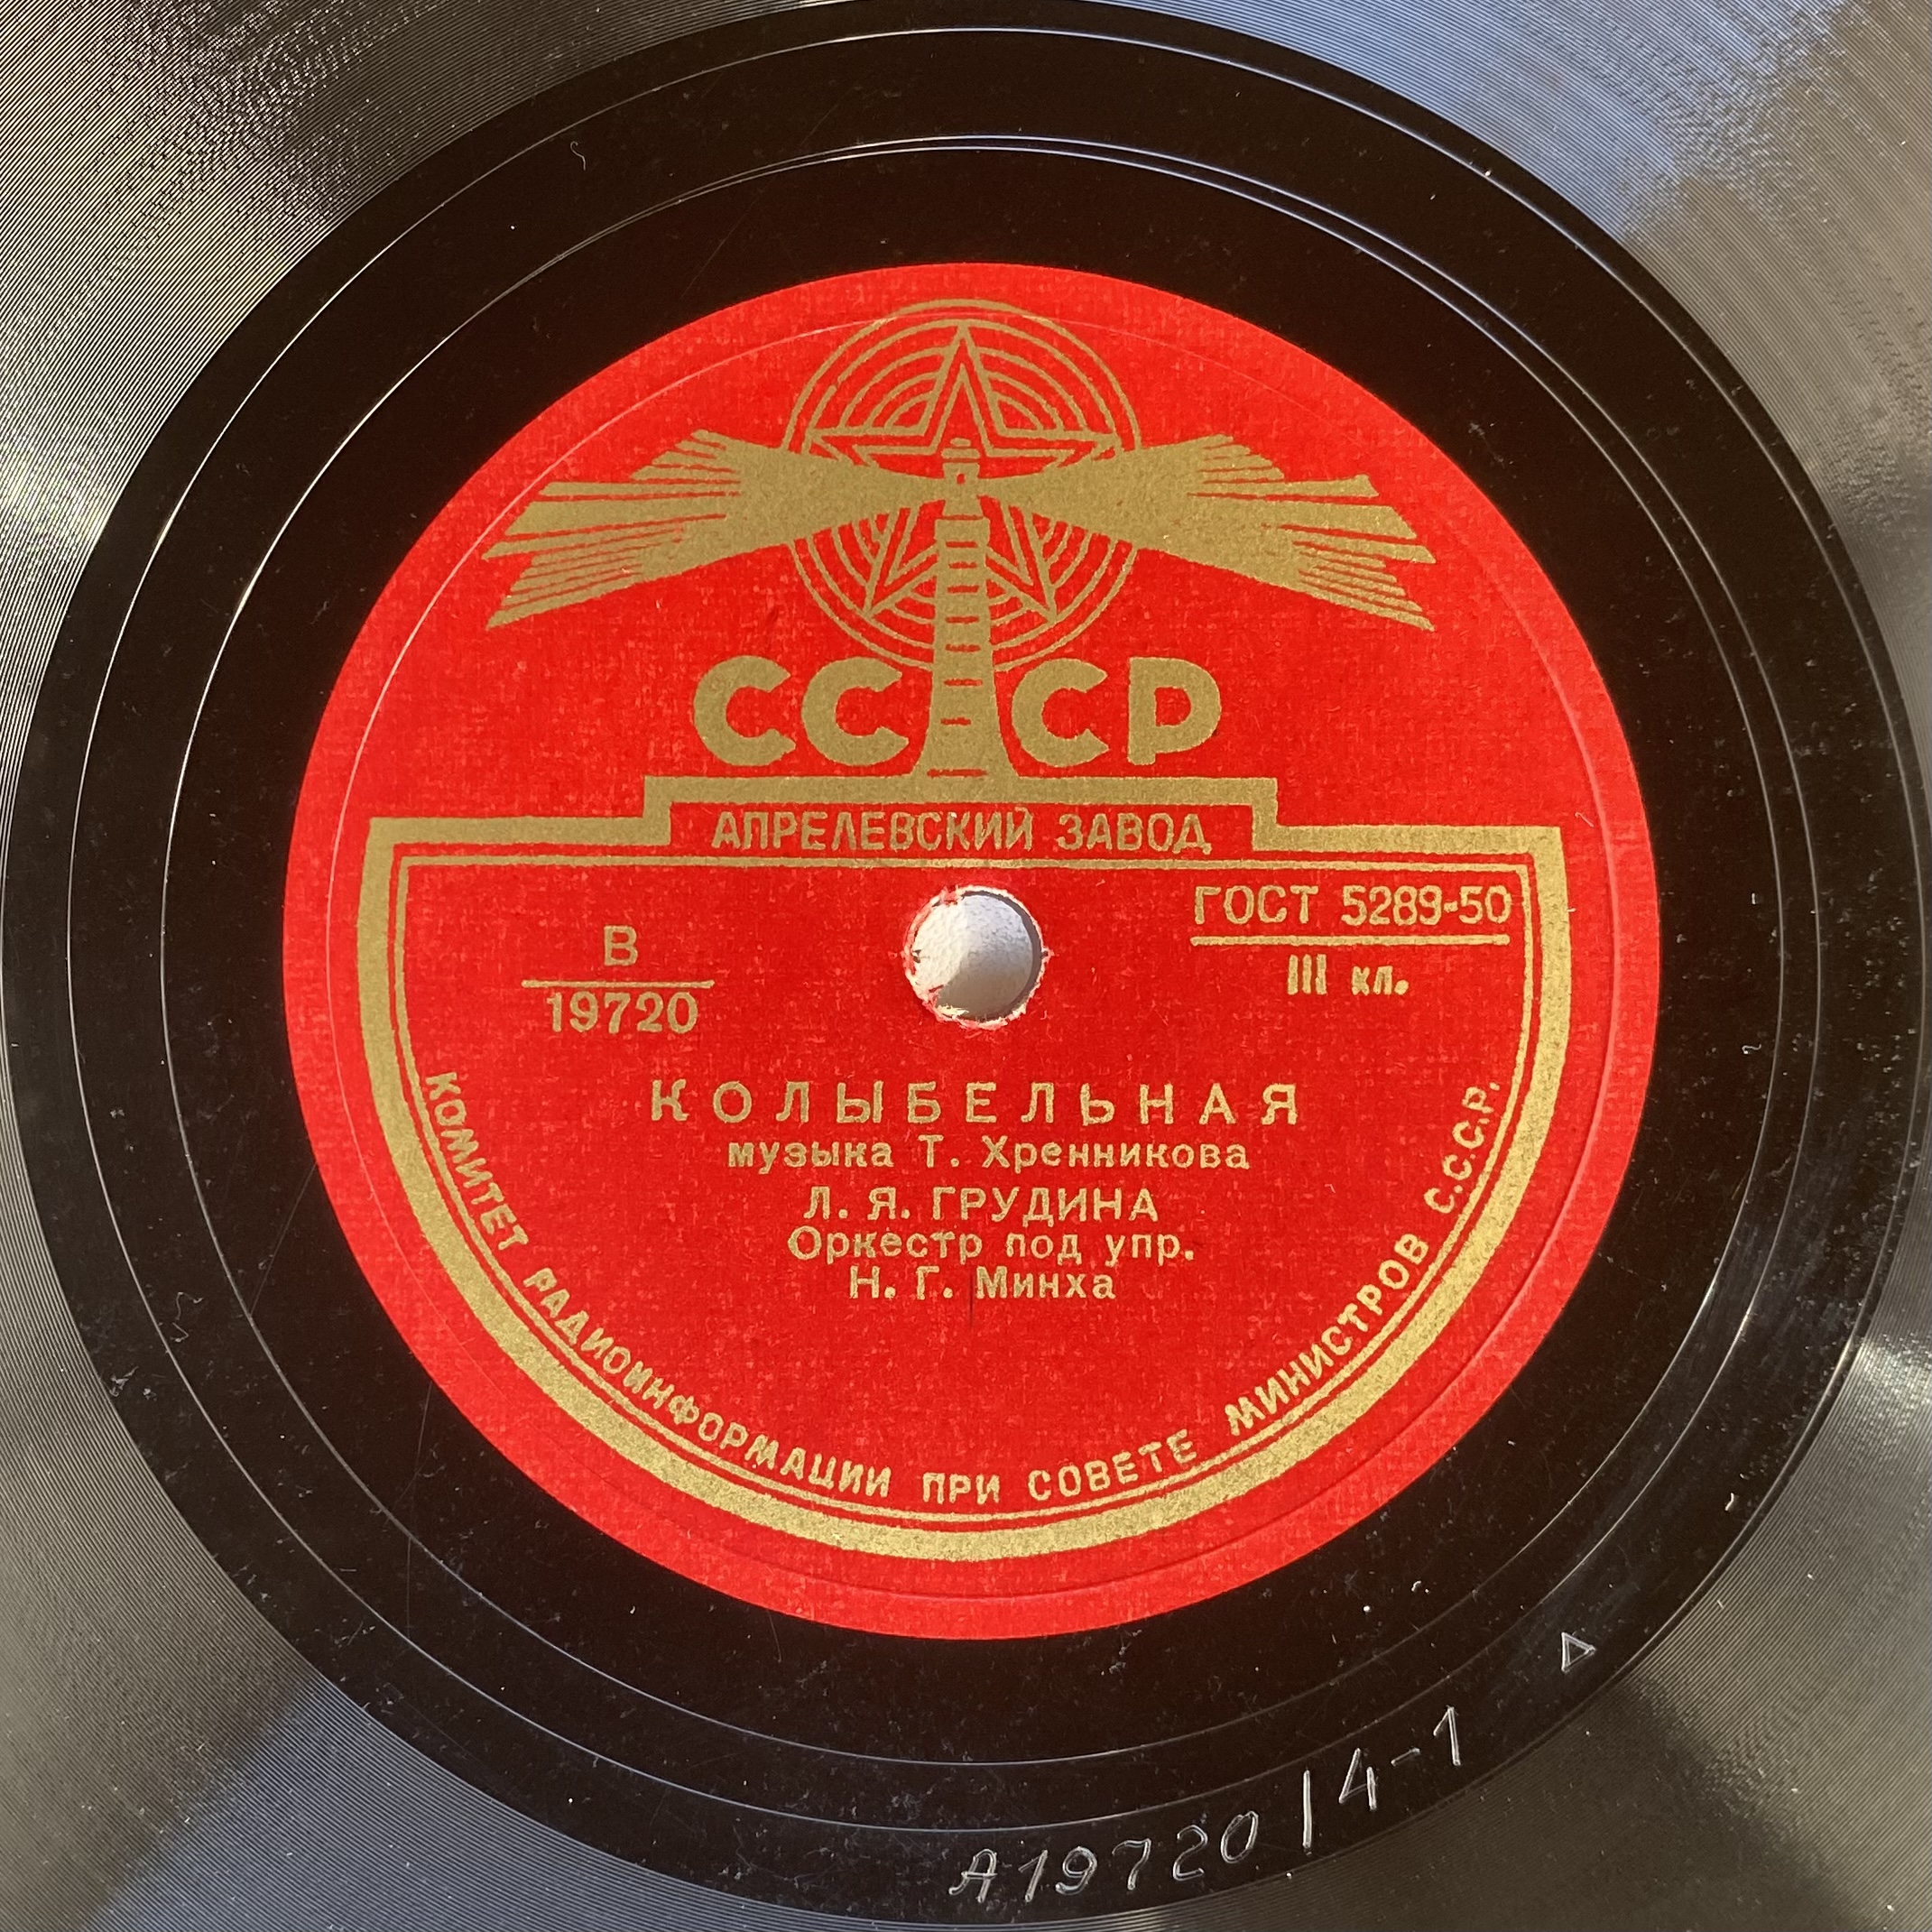 СССР
АПРЕЛЕВСКИЙ ЗАВОД
ГОСТ 5289-50
III кл.
В
19720
КОЛЫБЕЛЬНАЯ
музыка Т. Хренникова
Л. Я. ГРУДИНА
Оркестр под упр.
Н. Г. Минха
КОМИТЕТ РАДИОИНФОРМАЦИИ ПРИ СОВЕТЕ МИНИСТРОВ С.С.С.Р.
А19720/4-1 Δ